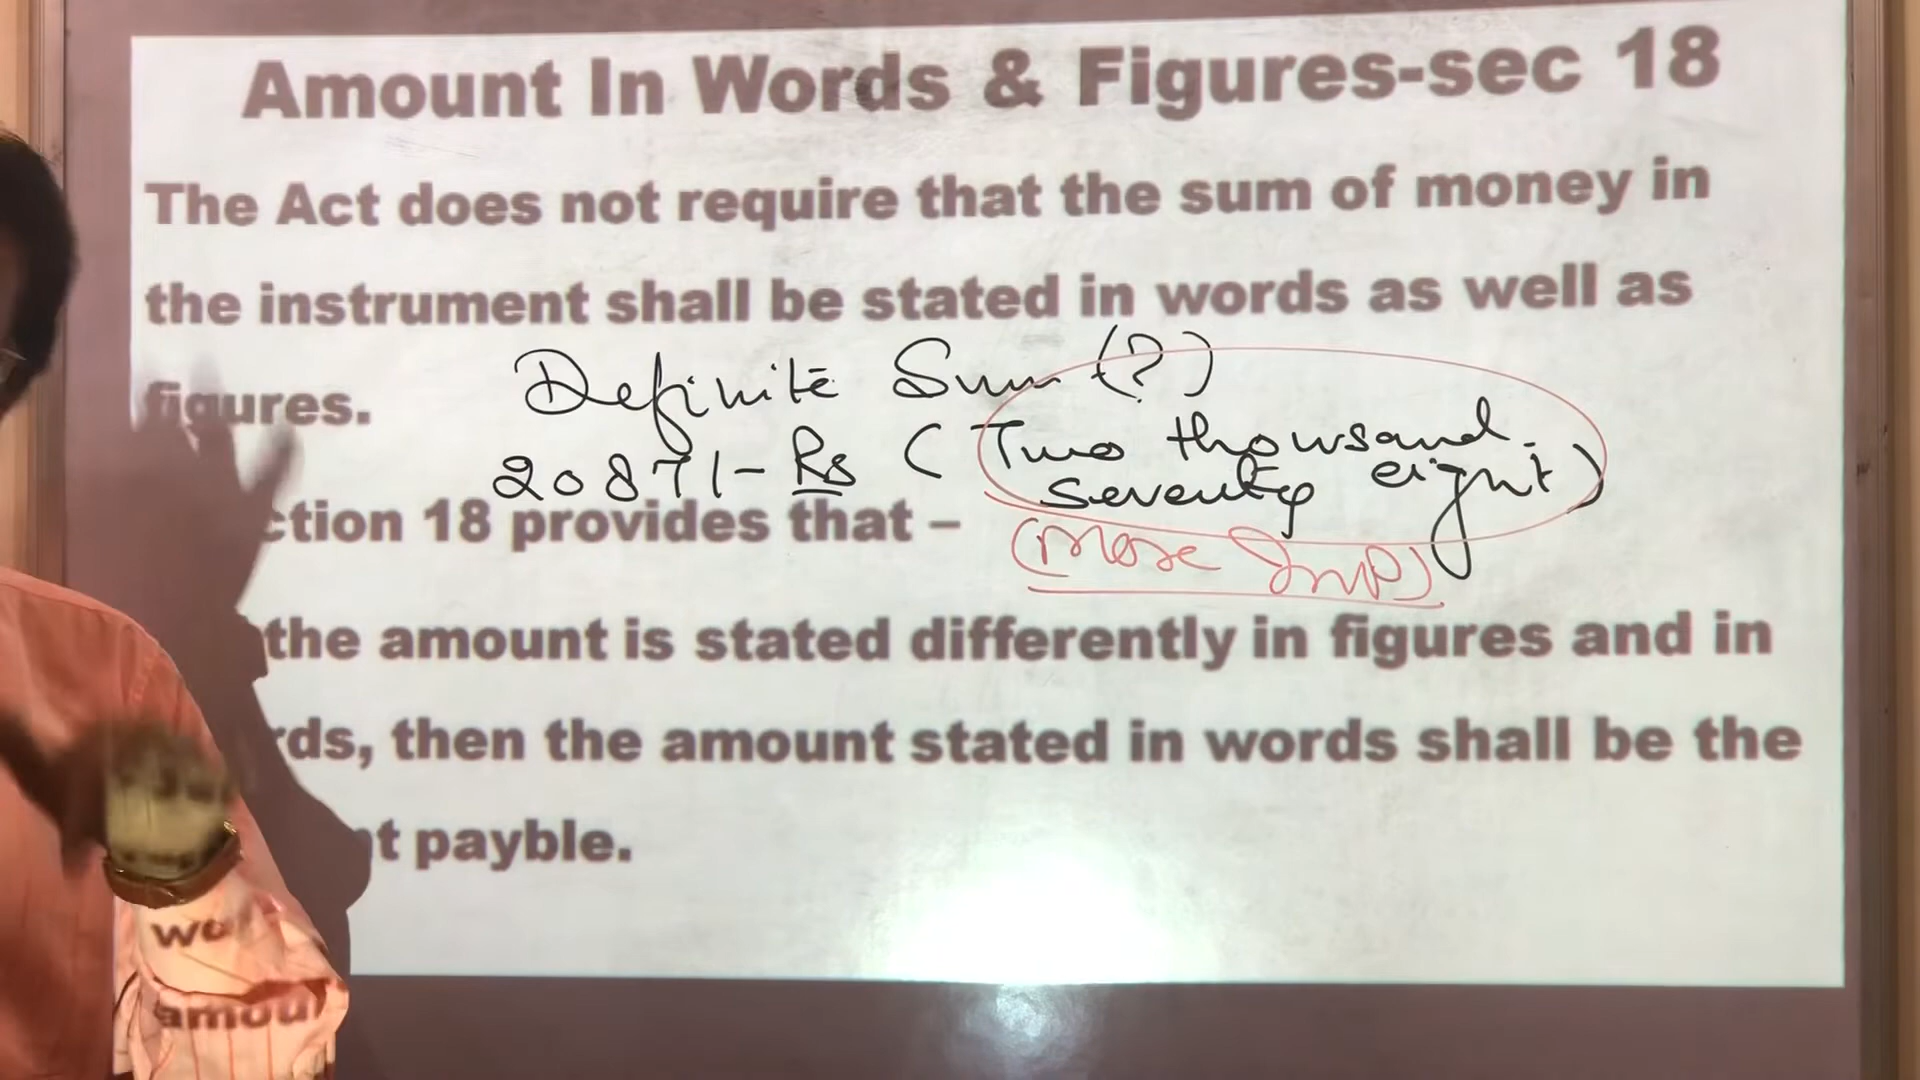 Amount In Words & Figures-sec 18
The Act does not require that the sum of money in
the instrument shall be stated in words as well as
figures.
Definite Sum (?)
20871- Rs (Two thousand.
seventy eight)
ction 18 provides that –
(More Imp)
the amount is stated differently in figures and in
rds, then the amount stated in words shall be the
t payble.
wo
amou